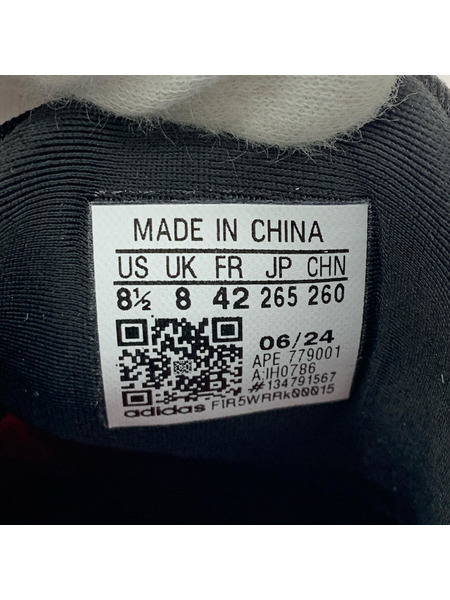 MADE IN CHINA
US UK FR JP CHN
8½ 8 42 265 260
06/24
APE 779001
A:IH0786
#134791567
adidas F1R5WRRk00015